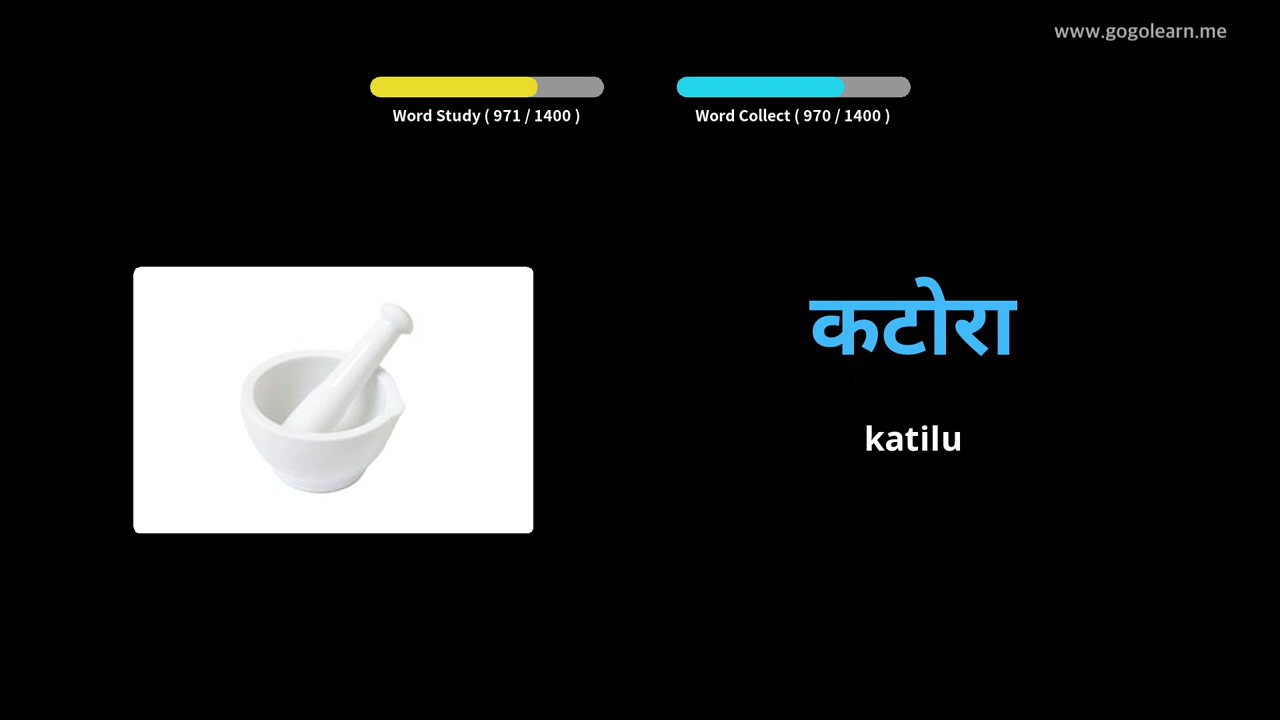 www.gogolearn.me
Word Study ( 971 / 1400 )
Word Collect ( 970 / 1400 )
कटोरा
katilu